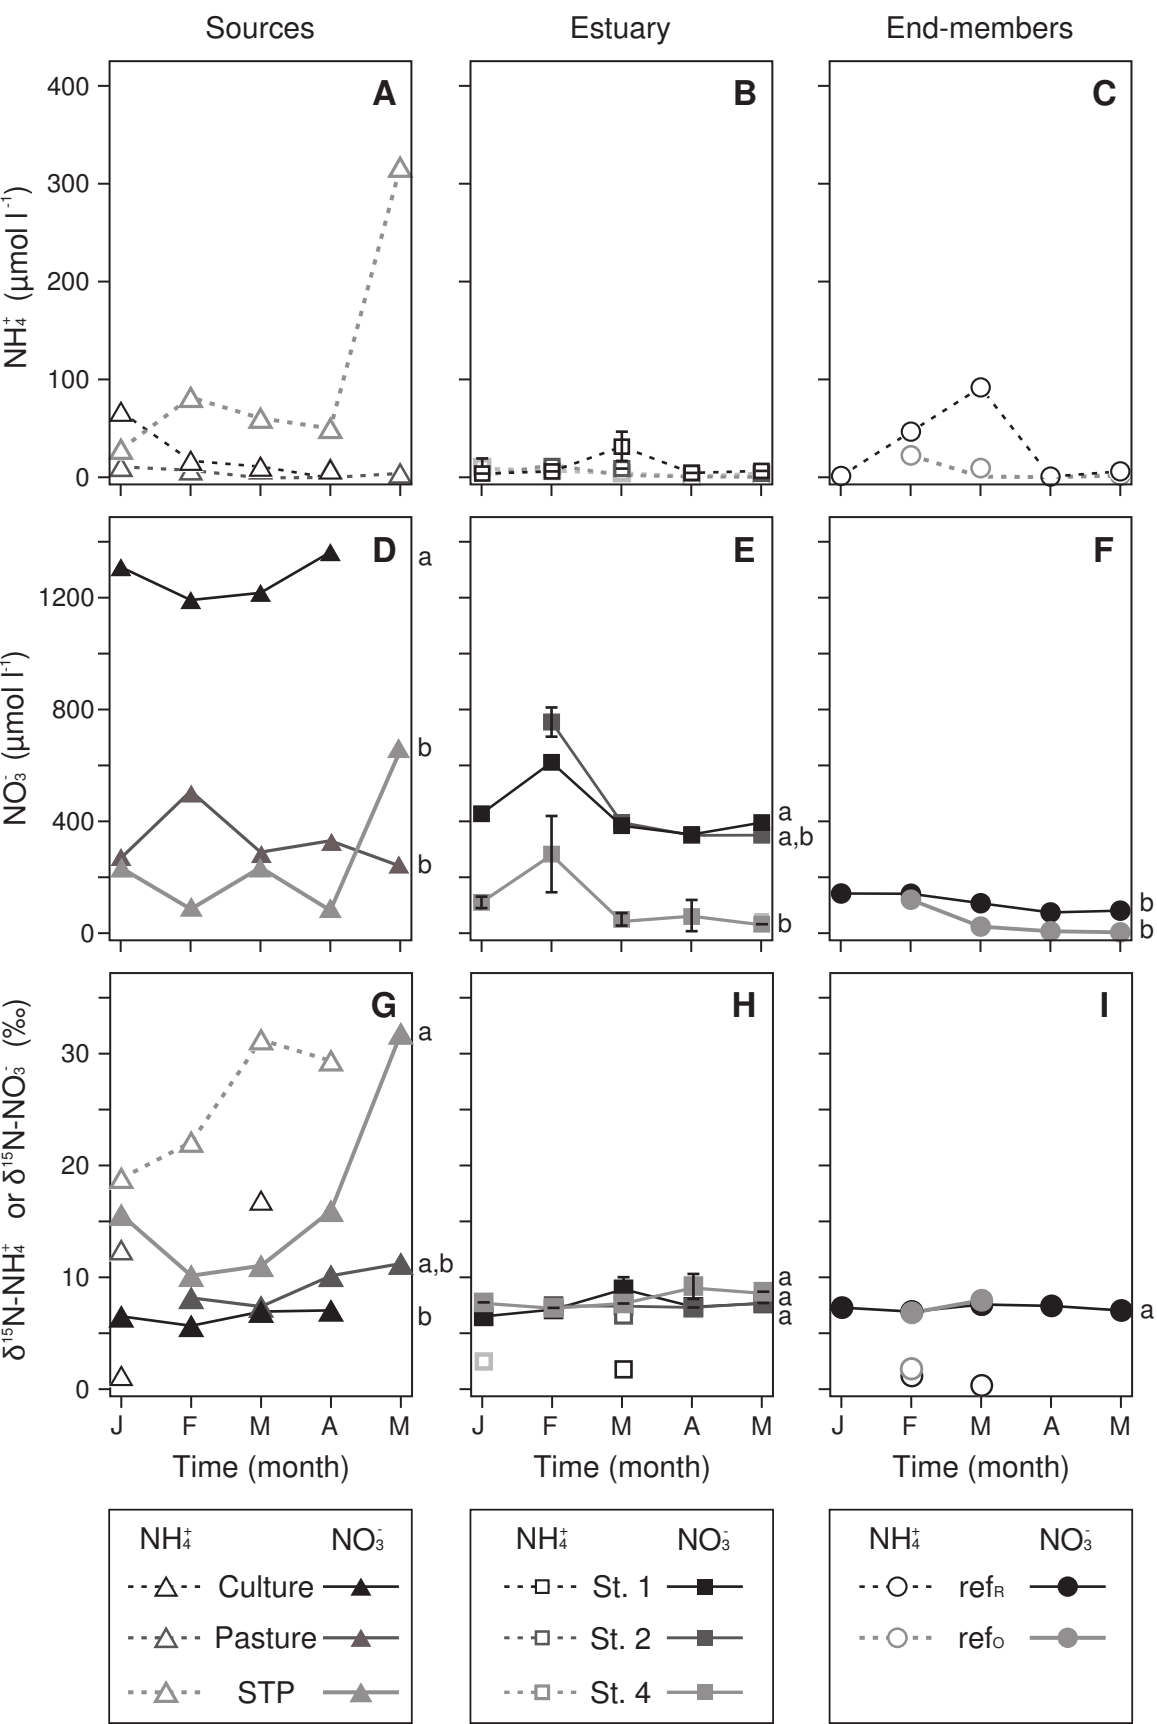 Sources Estuary End-members
A B C
400
300
200
100
0
NH₄⁺ (µmol l⁻¹)
D a E F
1200
800 b
400 b a
a,b
0 b b
b
NO₃⁻ (µmol l⁻¹)
G a H I
30
20
10 a,b a
b a
a a
0
δ¹⁵N-NH₄⁺ or δ¹⁵N-NO₃⁻ (‰)
J F M A M J F M A M J F M A M
Time (month) Time (month) Time (month)
NH₄⁺ NO₃⁻ NH₄⁺ NO₃⁻ NH₄⁺ NO₃⁻
Culture St. 1 refR
Pasture St. 2 refO
STP St. 4